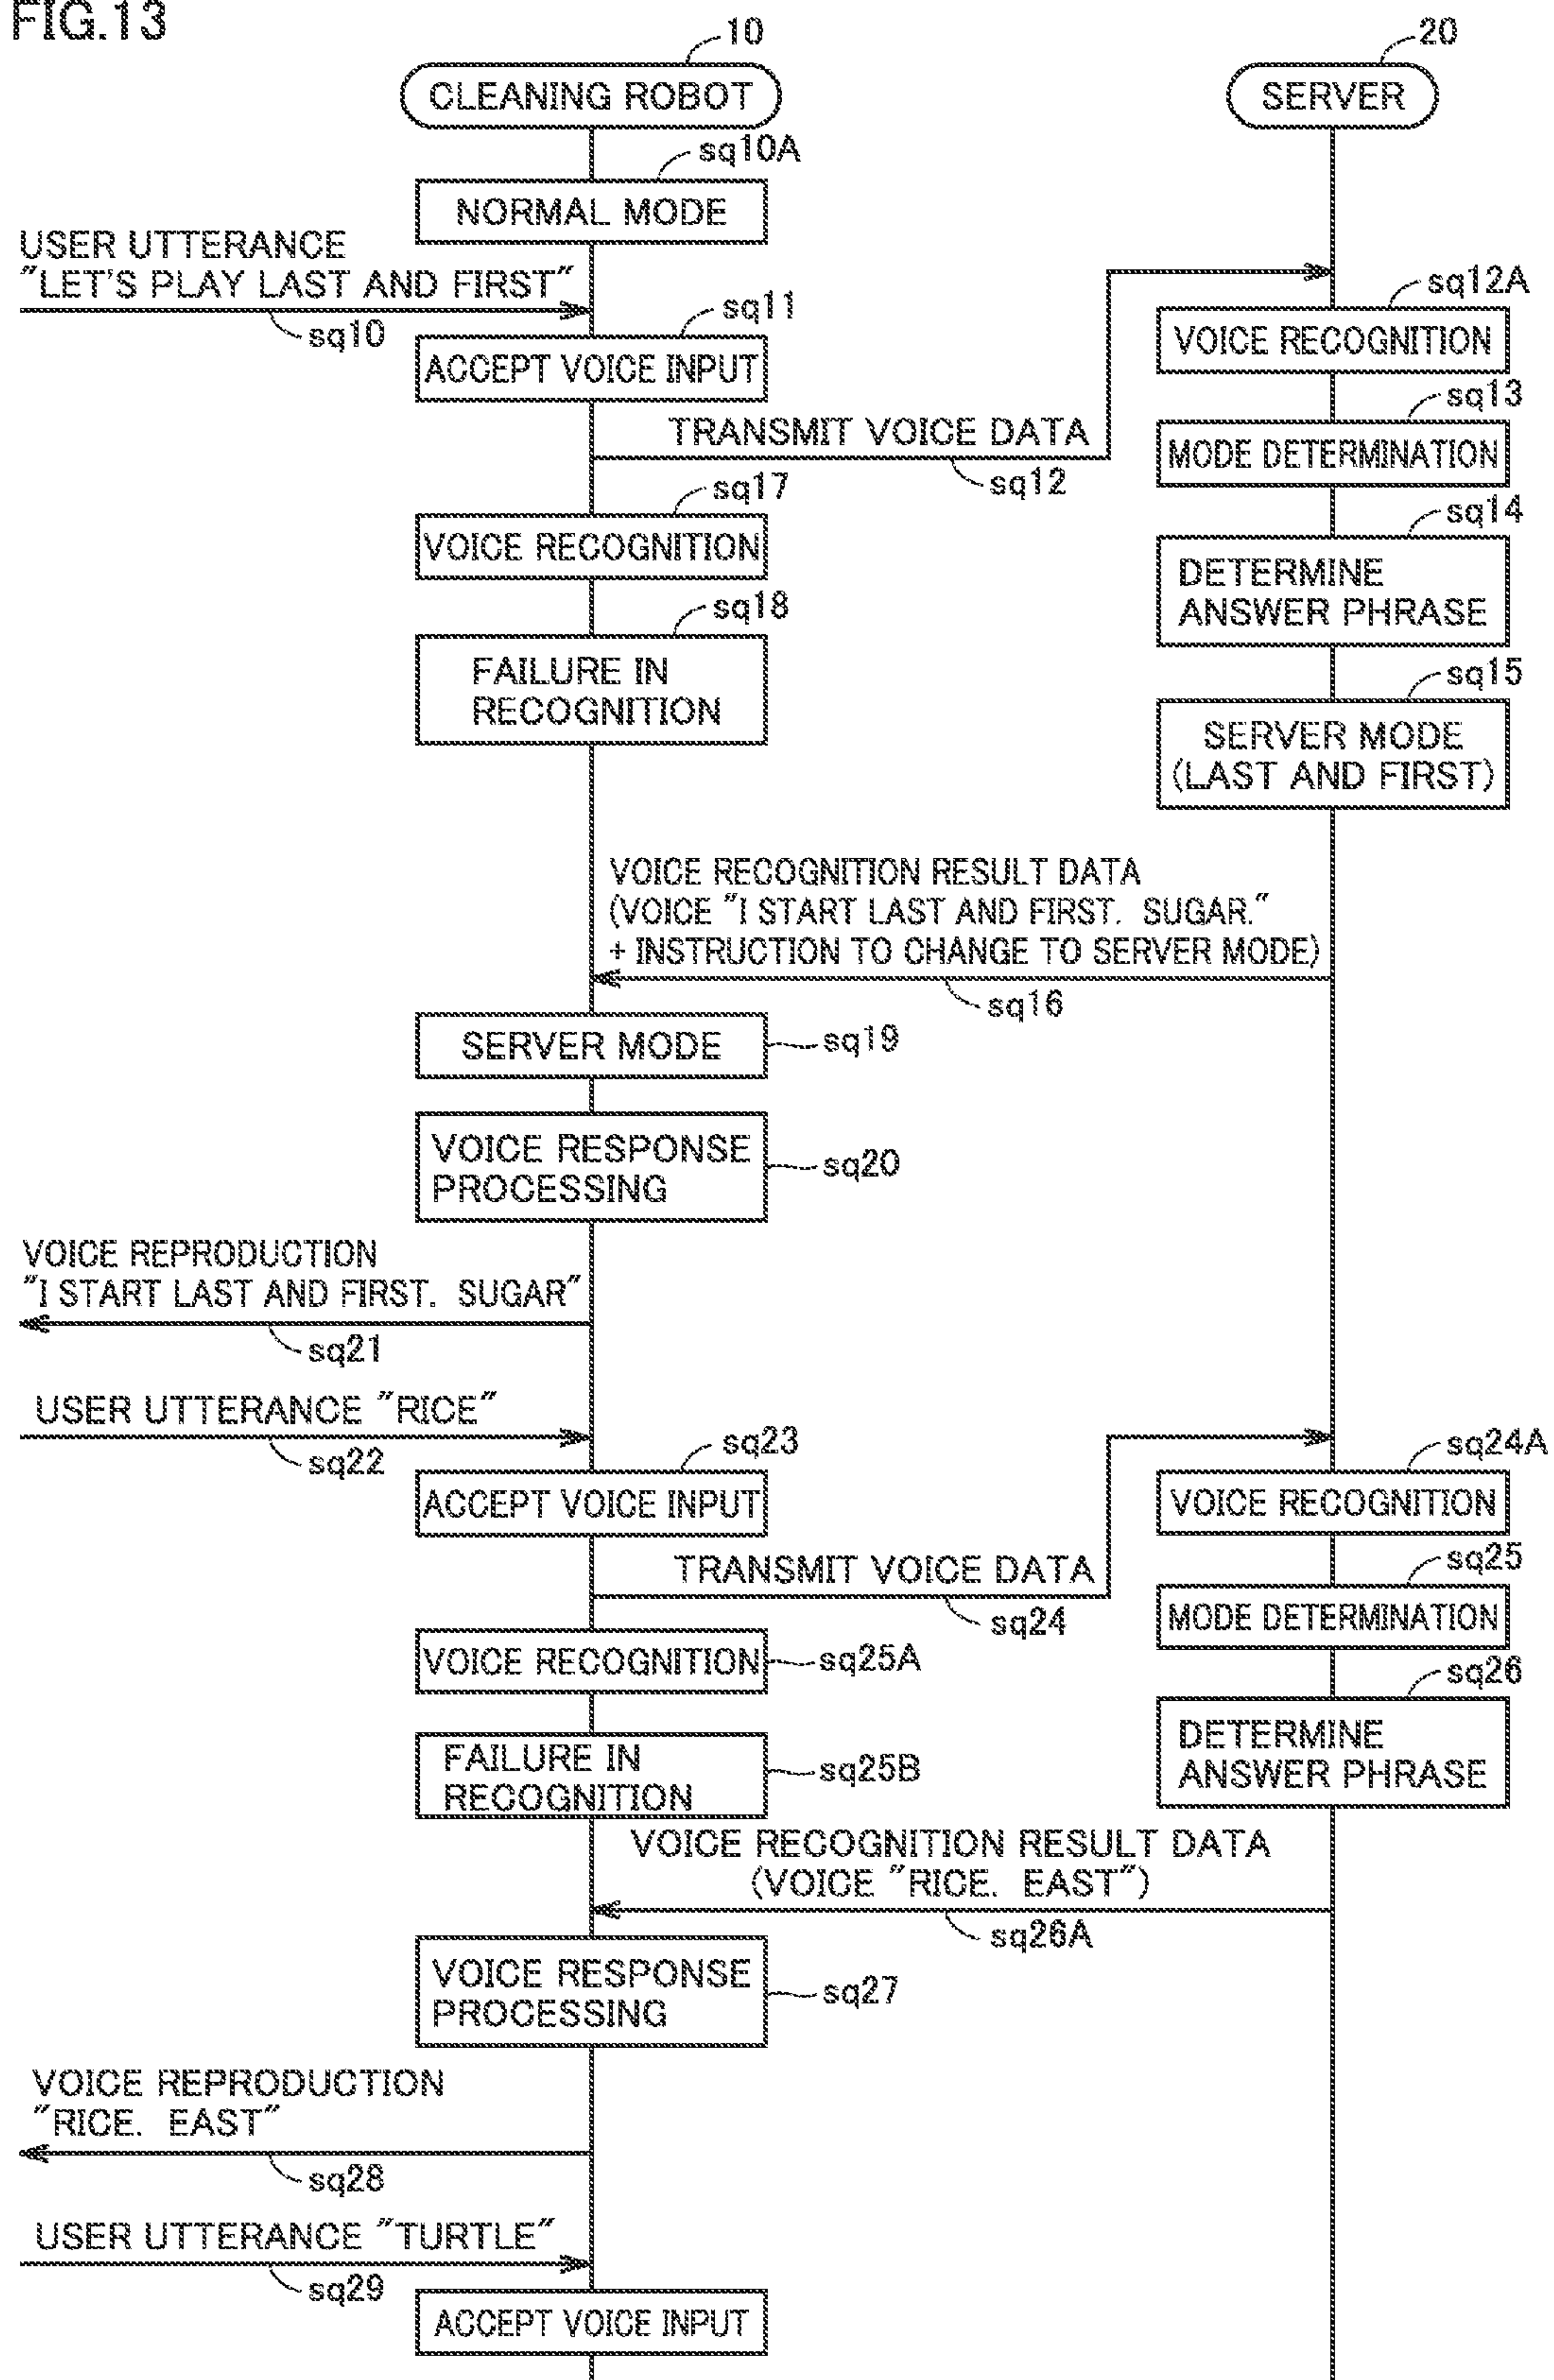 FIG.13
10
20
CLEANING ROBOT
SERVER
sq10A
NORMAL MODE
USER UTTERANCE
"LET'S PLAY LAST AND FIRST"
sq10
sq11
ACCEPT VOICE INPUT
sq12A
VOICE RECOGNITION
TRANSMIT VOICE DATA
sq12
sq13
MODE DETERMINATION
sq17
VOICE RECOGNITION
sq14
DETERMINE
ANSWER PHRASE
sq18
FAILURE IN
RECOGNITION
sq15
SERVER MODE
(LAST AND FIRST)
VOICE RECOGNITION RESULT DATA
(VOICE "I START LAST AND FIRST. SUGAR."
+ INSTRUCTION TO CHANGE TO SERVER MODE)
sq16
SERVER MODE
sq19
VOICE RESPONSE
PROCESSING
sq20
VOICE REPRODUCTION
"I START LAST AND FIRST. SUGAR"
sq21
USER UTTERANCE "RICE"
sq22
sq23
ACCEPT VOICE INPUT
sq24A
VOICE RECOGNITION
TRANSMIT VOICE DATA
sq24
sq25
MODE DETERMINATION
VOICE RECOGNITION
sq25A
sq26
DETERMINE
ANSWER PHRASE
FAILURE IN
RECOGNITION
sq25B
VOICE RECOGNITION RESULT DATA
(VOICE "RICE. EAST")
sq26A
VOICE RESPONSE
PROCESSING
sq27
VOICE REPRODUCTION
"RICE. EAST"
sq28
USER UTTERANCE "TURTLE"
sq29
ACCEPT VOICE INPUT